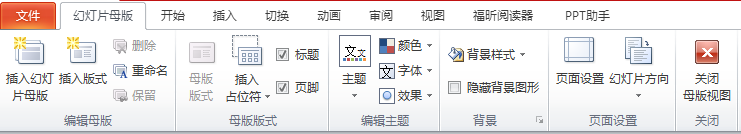 文件 幻灯片母版 开始 插入 切换 动画 审阅 视图 福昕阅读器 PPT助手
插入幻灯片母版
插入版式
删除
重命名
保留
编辑母版
母版版式
插入占位符
标题
页脚
母版版式
主题
颜色
字体
效果
编辑主题
背景样式
隐藏背景图形
背景
页面设置
幻灯片方向
页面设置
关闭母版视图
关闭